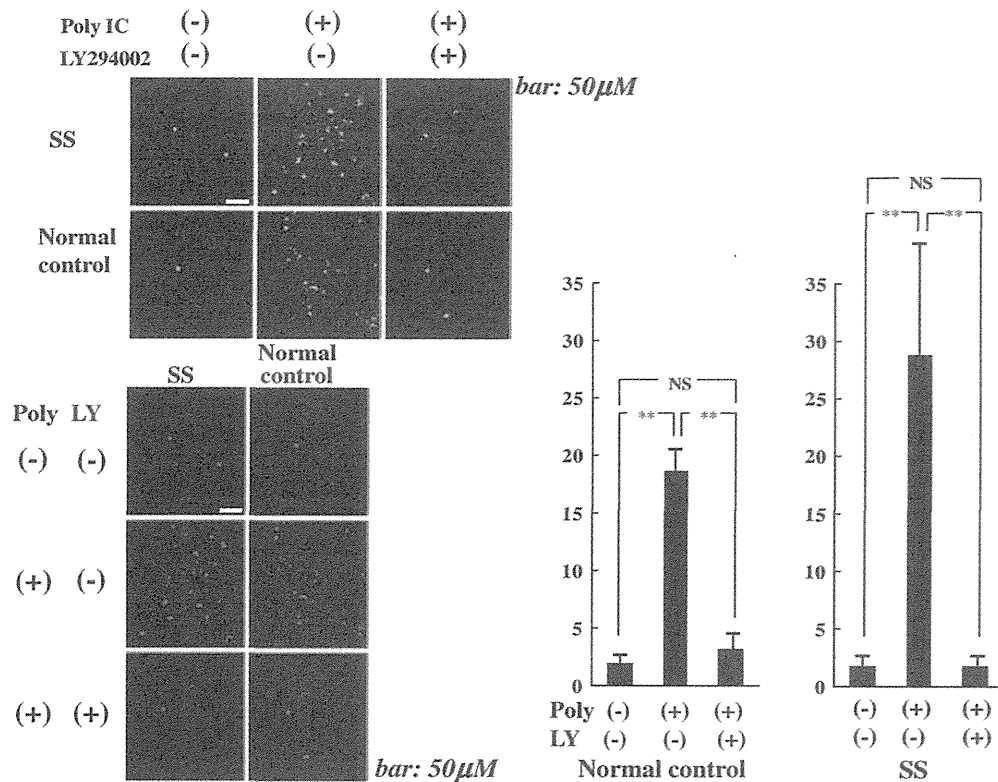 Poly IC (-) (+) (+)
LY294002 (-) (-) (+)
bar: 50µM
SS
Normal
control
SS
Normal
control
Poly LY
(-) (-)
(+) (-)
(+) (+)
bar: 50µM
NS
** **
35
30
25
20
15
10
5
0
Poly (-) (+) (+)
LY (-) (-) (+)
Normal control
NS
** **
35
30
25
20
15
10
5
0
(-) (+) (+)
(-) (-) (+)
SS